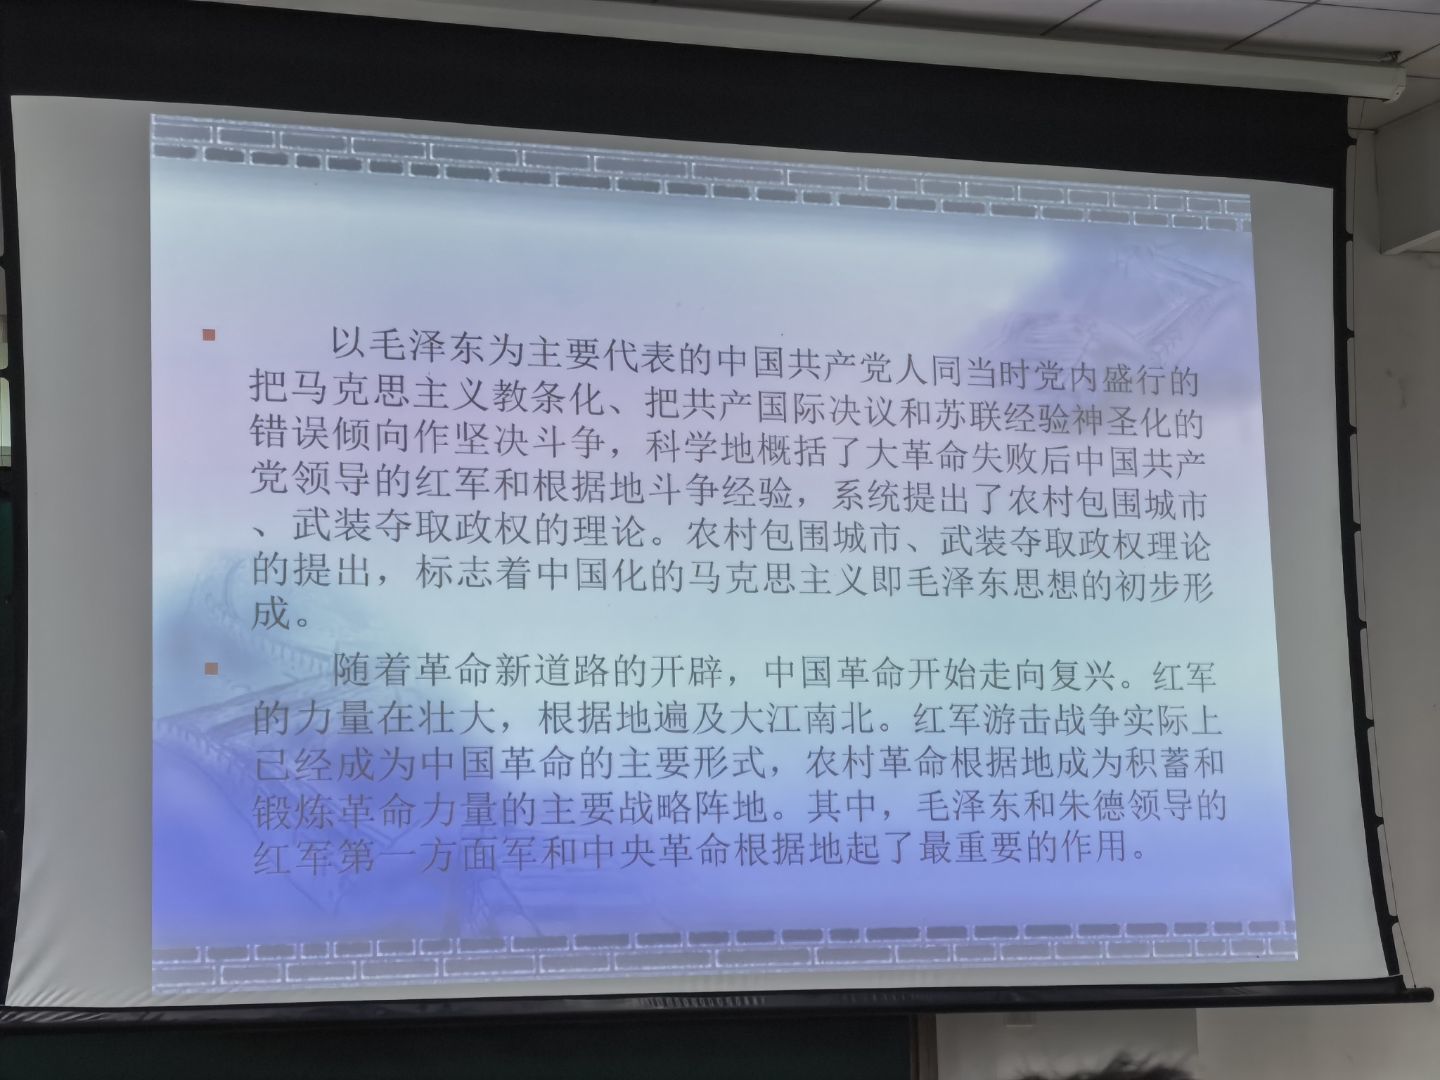 以毛泽东为主要代表的中国共产党人同当时党内盛行的
把马克思主义教条化、把共产国际决议和苏联经验神圣化的
错误倾向作坚决斗争，科学地概括了大革命失败后中国共产
党领导的红军和根据地斗争经验，系统提出了农村包围城市
、武装夺取政权的理论。农村包围城市、武装夺取政权理论
的提出，标志着中国化的马克思主义即毛泽东思想的初步形
成。
随着革命新道路的开辟，中国革命开始走向复兴。红军
的力量在壮大，根据地遍及大江南北。红军游击战争实际上
已经成为中国革命的主要形式，农村革命根据地成为积蓄和
锻炼革命力量的主要战略阵地。其中，毛泽东和朱德领导的
红军第一方面军和中央革命根据地起了最重要的作用。